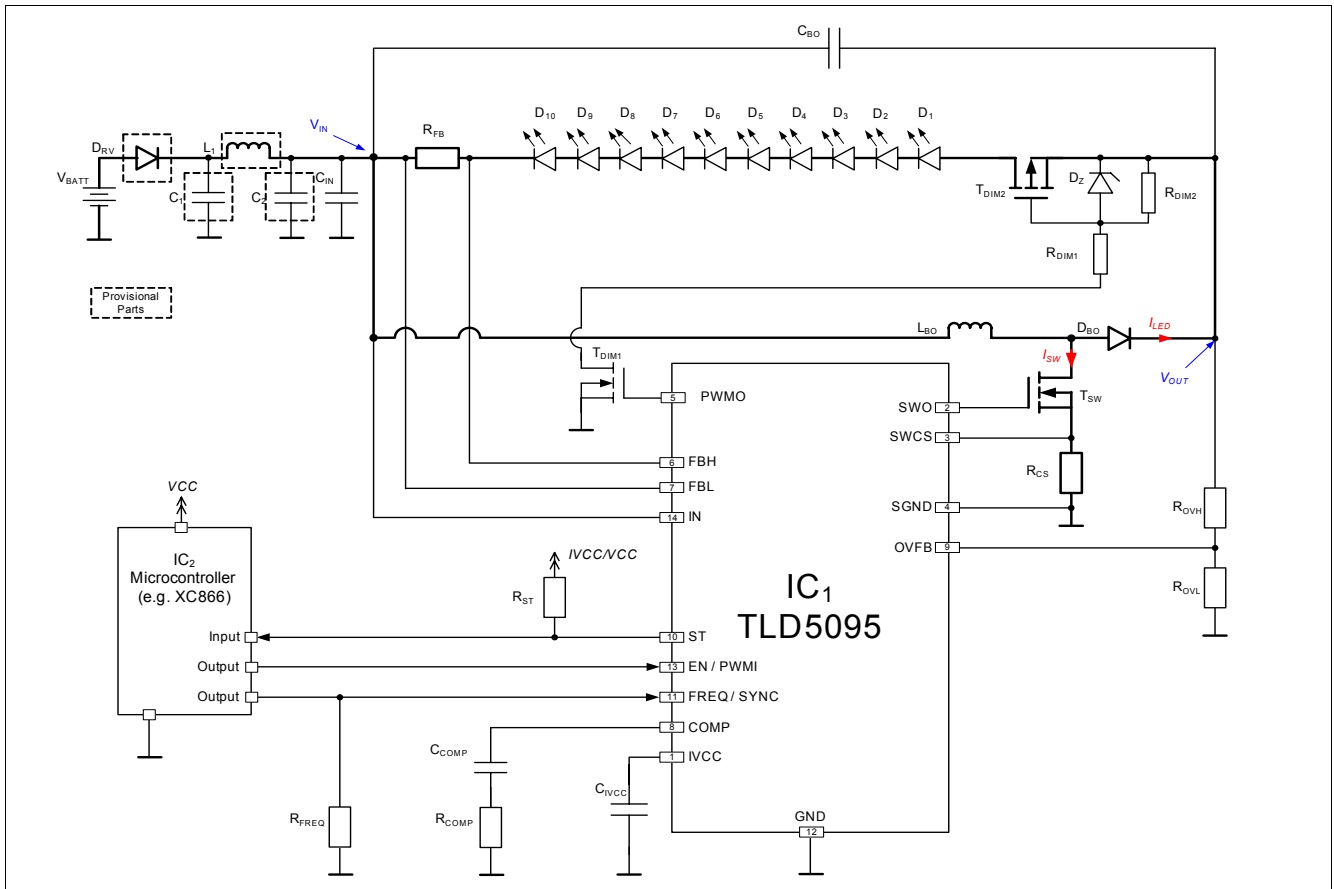 C_BO
D_10 D_9 D_8 D_7 D_6 D_5 D_4 D_3 D_2 D_1
V_IN
R_FB
D_RV
L_1
V_BATT
C_1
C_2
C_IN
T_DIM2
D_Z
R_DIM2
R_DIM1
Provisional
Parts
L_BO
D_BO
I_LED
I_SW
V_OUT
T_DIM1
T_SW
5 PWMO
SWO 2
SWCS 3
R_CS
6 FBH
7 FBL
14 IN
SGND 4
OVFB 9
R_OVH
R_OVL
VCC
IVCC/VCC
R_ST
IC_2
Microcontroller
(e.g. XC866)
IC_1
TLD5095
Input
Output
Output
10 ST
13 EN / PWMI
11 FREQ / SYNC
8 COMP
1 IVCC
C_COMP
C_IVCC
R_FREQ
R_COMP
GND
12